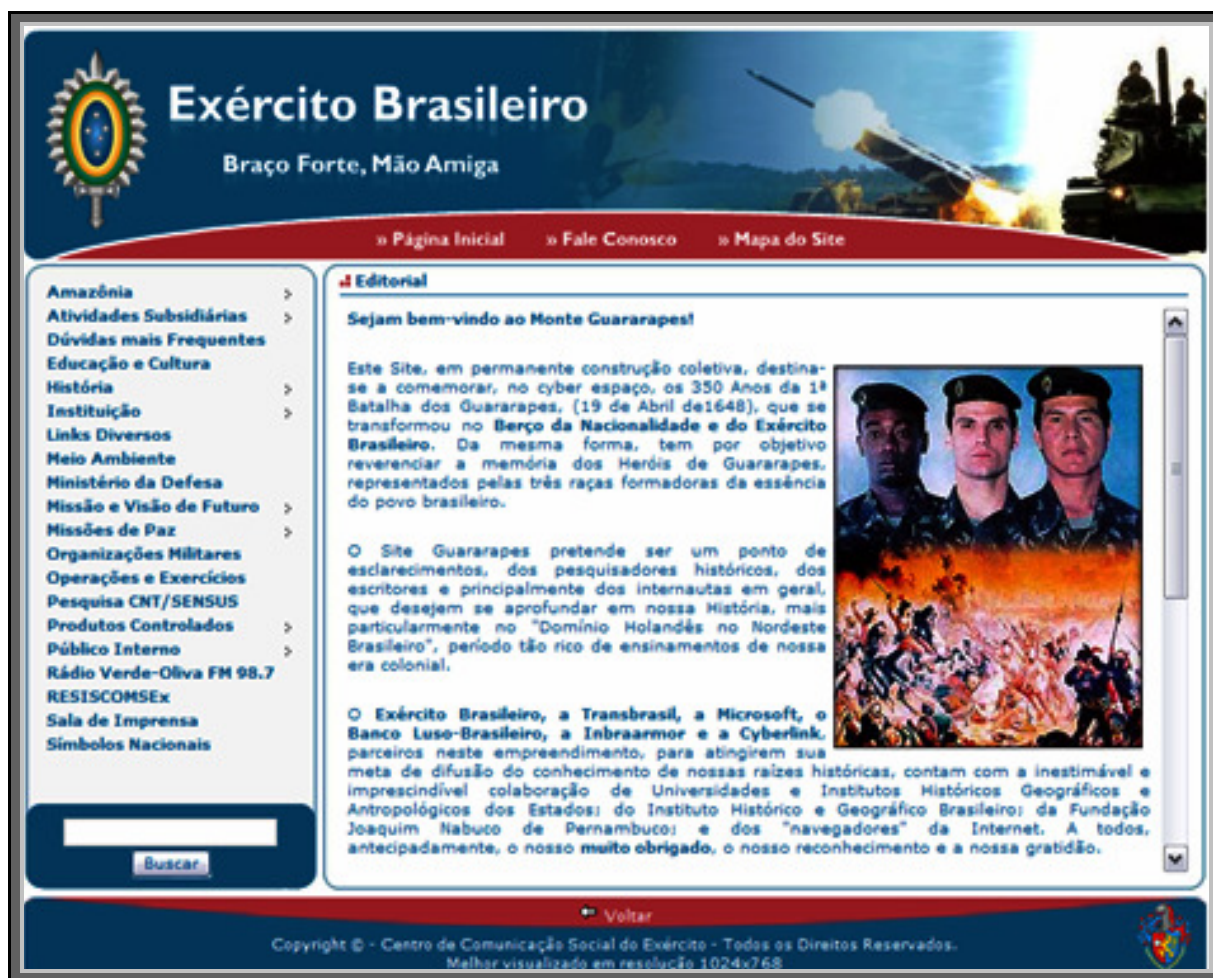 Exército Brasileiro
Braço Forte, Mão Amiga
» Página Inicial » Fale Conosco » Mapa do Site
Amazônia
Atividades Subsidiárias
Dúvidas mais Frequentes
Educação e Cultura
História
Instituição
Links Diversos
Meio Ambiente
Ministério da Defesa
Missão e Visão de Futuro
Missões de Paz
Organizações Militares
Operações e Exercícios
Pesquisa CNT/SENSUS
Produtos Controlados
Público Interno
Rádio Verde-Oliva FM 98.7
RESISCOMSEx
Sala de Imprensa
Símbolos Nacionais
Buscar
Editorial
Sejam bem-vindo ao Monte Guararapes!
Este Site, em permanente construção coletiva, destina-
se a comemorar, no cyber espaço, os 350 Anos da 1ª
Batalha dos Guararapes, (19 de Abril de1648), que se
transformou no Berço da Nacionalidade e do Exército
Brasileiro. Da mesma forma, tem por objetivo
reverenciar a memória dos Heróis de Guararapes,
representados pelas três raças formadoras da essência
do povo brasileiro.
O Site Guararapes pretende ser um ponto de
esclarecimentos, dos pesquisadores históricos, dos
escritores e principalmente dos internautas em geral,
que desejem se aprofundar em nossa História, mais
particularmente no "Domínio Holandês no Nordeste
Brasileiro", período tão rico de ensinamentos de nossa
era colonial.
O Exército Brasileiro, a Transbrasil, a Microsoft, o
Banco Luso-Brasileiro, a Inbraarmor e a Cyberlink,
parceiros neste empreendimento, para atingirem sua
meta de difusão do conhecimento de nossas raízes históricas, contam com a inestimável e
imprescindível colaboração de Universidades e Institutos Históricos Geográficos e
Antropológicos dos Estados; do Instituto Histórico e Geográfico Brasileiro; da Fundação
Joaquim Nabuco de Pernambuco; e dos "navegadores" da Internet. A todos,
antecipadamente, o nosso muito obrigado, o nosso reconhecimento e a nossa gratidão.
Voltar
Copyright © - Centro de Comunicação Social do Exército - Todos os Direitos Reservados.
Melhor visualizado em resolução 1024x768